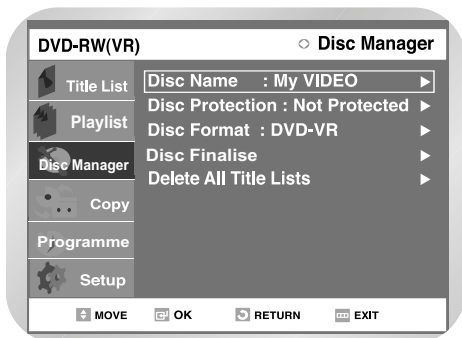 DVD-RW(VR) Disc Manager
Title List
Playlist
Disc Manager
Copy
Programme
Setup
Disc Name : My VIDEO
Disc Protection : Not Protected
Disc Format : DVD-VR
Disc Finalise
Delete All Title Lists
MOVE OK RETURN EXIT